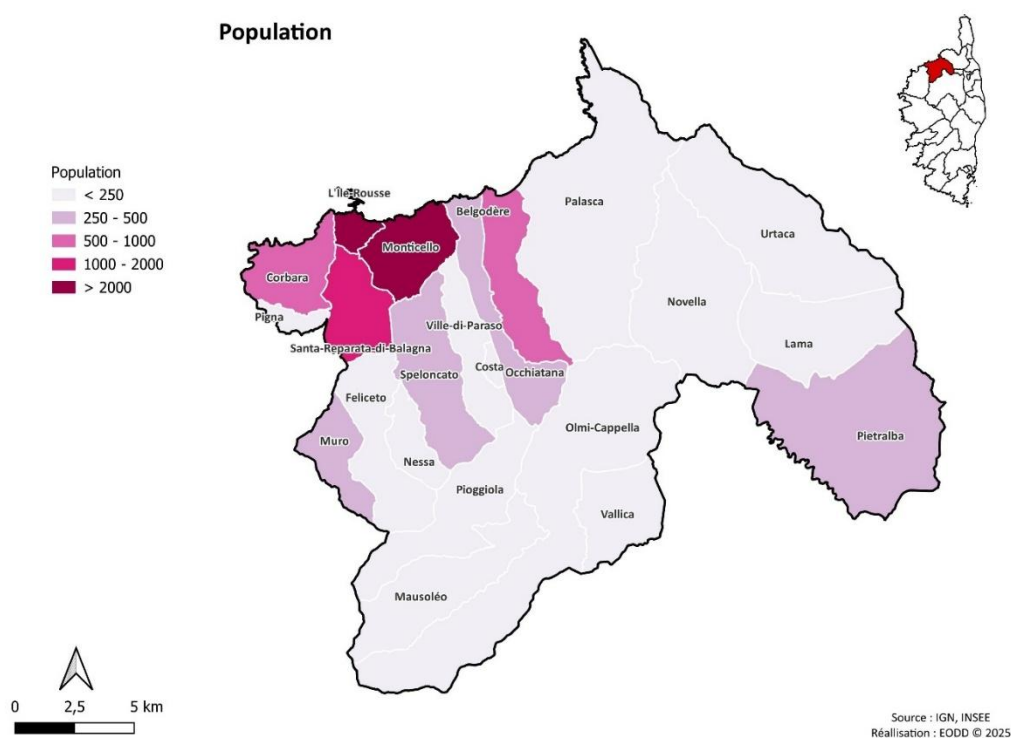 Population
Population
< 250
250 - 500
500 - 1000
1000 - 2000
> 2000
L'Île-Rousse
Belgodère
Palasca
Urtaca
Monticello
Corbara
Novella
Pigna
Ville-di-Paraso
Lama
Santa-Reparata-di-Balagna
Costa
Occhiatana
Speloncato
Feliceto
Olmi-Cappella
Muro
Pietralba
Nessa
Pioggiola
Vallica
Mausoléo
0 2,5 5 km
Source : IGN, INSEE
Réalisation : EODD © 2025